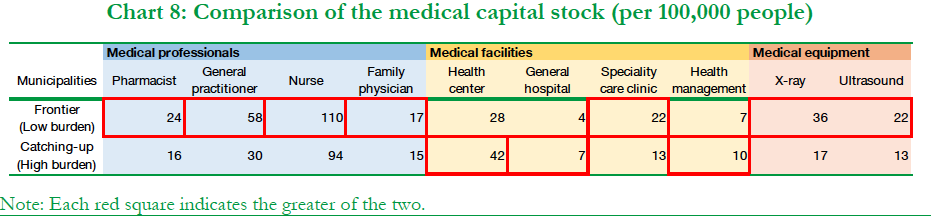 Chart 8: Comparison of the medical capital stock (per 100,000 people)
Medical professionals Medical facilities Medical equipment
Municipalities Pharmacist General practitioner Nurse Family physician Health center General hospital Speciality care clinic Health management X-ray Ultrasound
Frontier (Low burden) 24 58 110 17 28 4 22 7 36 22
Catching-up (High burden) 16 30 94 15 42 7 13 10 17 13
Note: Each red square indicates the greater of the two.